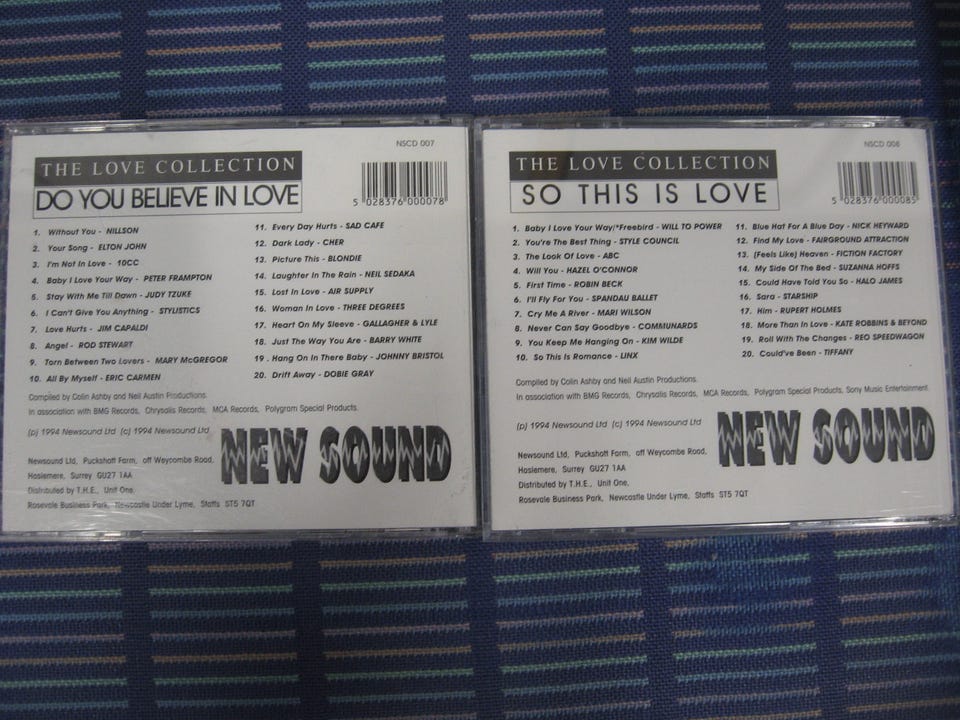 NSCD 007
THE LOVE COLLECTION
DO YOU BELIEVE IN LOVE
5 028376 000078
1. Without You - NILLSON
2. Your Song - ELTON JOHN
3. I'm Not In Love - 10CC
4. Baby I Love Your Way - PETER FRAMPTON
5. Stay With Me Till Dawn - JUDY TZUKE
6. I Can't Give You Anything - STYLISTICS
7. Love Hurts - JIM CAPALDI
8. Angel - ROD STEWART
9. Torn Between Two Lovers - MARY McGREGOR
10. All By Myself - ERIC CARMEN
11. Every Day Hurts - SAD CAFE
12. Dark Lady - CHER
13. Picture This - BLONDIE
14. Laughter In The Rain - NEIL SEDAKA
15. Lost In Love - AIR SUPPLY
16. Woman In Love - THREE DEGREES
17. Heart On My Sleeve - GALLAGHER & LYLE
18. Just The Way You Are - BARRY WHITE
19. Hang On In There Baby - JOHNNY BRISTOL
20. Drift Away - DOBIE GRAY
Compiled by Colin Ashby and Neil Austin Productions.
In association with BMG Records, Chrysalis Records, MCA Records, Polygram Special Products.
(p) 1994 Newsound Ltd (c) 1994 Newsound Ltd
NEW SOUND
Newsound Ltd, Puckshott Farm, off Weycombe Road,
Haslemere, Surrey GU27 1AA
Distributed by T.H.E., Unit One,
Rosevale Business Park, Newcastle Under Lyme, Staffs ST5 7QT
NSCD 008
THE LOVE COLLECTION
SO THIS IS LOVE
5 028376 000085
1. Baby I Love Your Way/"Freebird - WILL TO POWER
2. You're The Best Thing - STYLE COUNCIL
3. The Look Of Love - ABC
4. Will You - HAZEL O'CONNOR
5. First Time - ROBIN BECK
6. I'll Fly For You - SPANDAU BALLET
7. Cry Me A River - MARI WILSON
8. Never Can Say Goodbye - COMMUNARDS
9. You Keep Me Hanging On - KIM WILDE
10. So This Is Romance - LINX
11. Blue Hat For A Blue Day - NICK HEYWARD
12. Find My Love - FAIRGROUND ATTRACTION
13. (Feels Like) Heaven - FICTION FACTORY
14. My Side Of The Bed - SUZANNA HOFFS
15. Could Have Told You So - HALO JAMES
16. Sara - STARSHIP
17. Him - RUPERT HOLMES
18. More Than In Love - KATE ROBBINS & BEYOND
19. Roll With The Changes - REO SPEEDWAGON
20. Could've Been - TIFFANY
Compiled by Colin Ashby and Neil Austin Productions.
In association with BMG Records, Chrysalis Records, MCA Records, Polygram Special Products, Sony Music Entertainment.
(p) 1994 Newsound Ltd (c) 1994 Newsound Ltd
NEW SOUND
Newsound Ltd, Puckshott Farm, off Weycombe Road,
Haslemere, Surrey GU27 1AA
Distributed by T.H.E., Unit One,
Rosevale Business Park, Newcastle Under Lyme, Staffs ST5 7QT